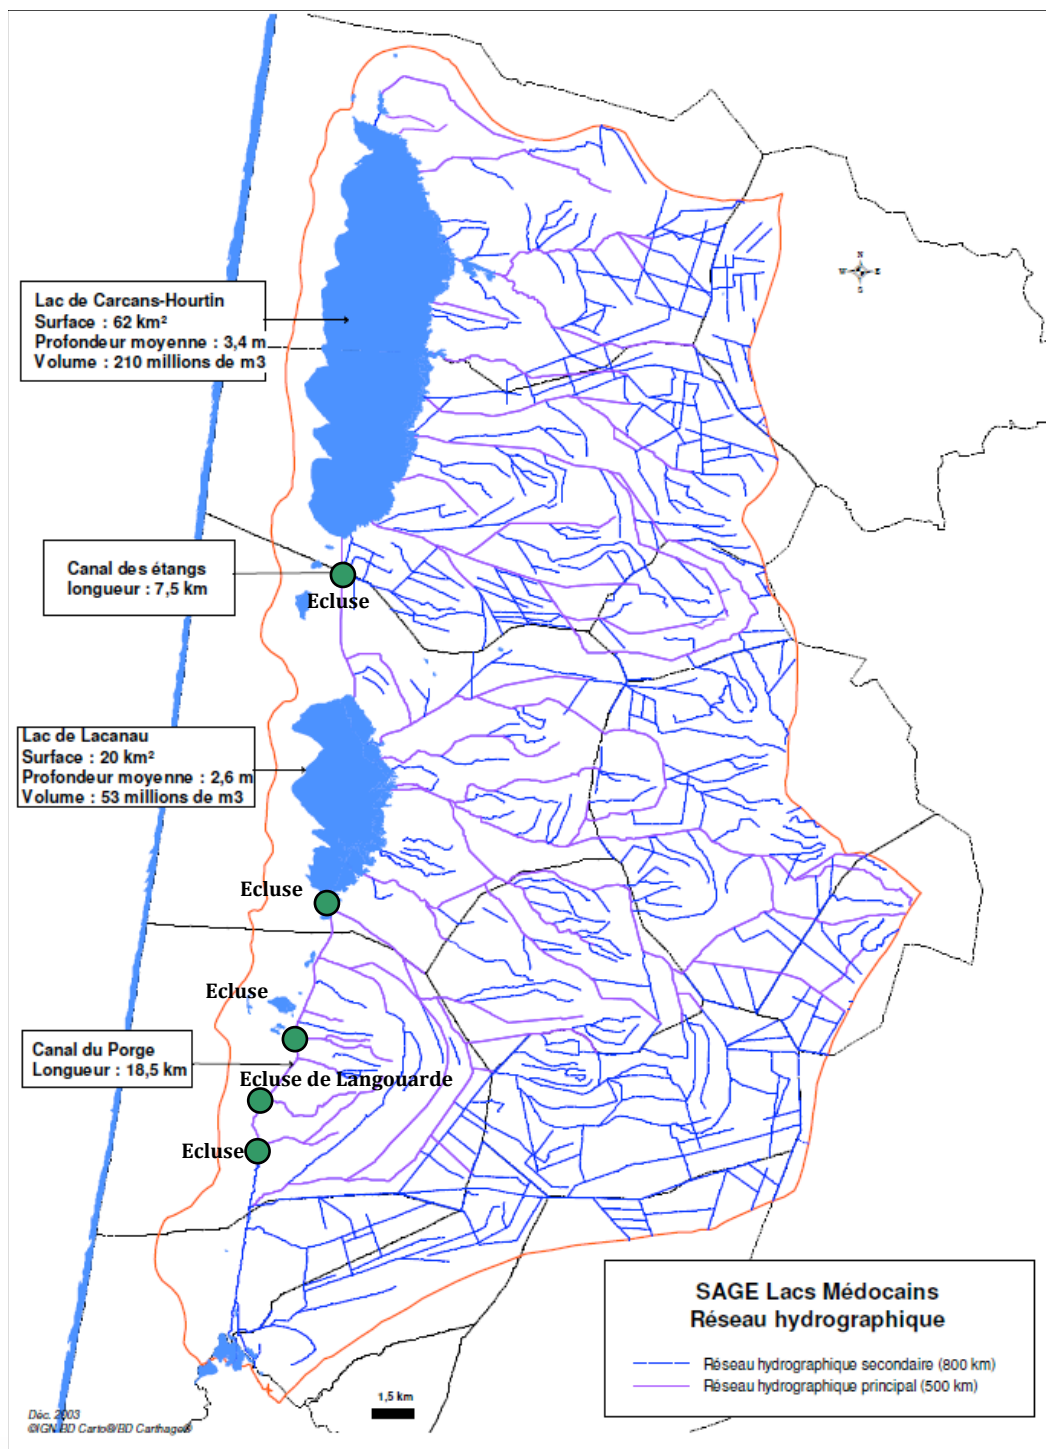 N
W E
S
Lac de Carcans-Hourtin
Surface : 62 km²
Profondeur moyenne : 3,4 m
Volume : 210 millions de m3
Canal des étangs
longueur : 7,5 km
Ecluse
Lac de Lacanau
Surface : 20 km²
Profondeur moyenne : 2,6 m
Volume : 53 millions de m3
Ecluse
Ecluse
Canal du Porge
Longueur : 18,5 km
Ecluse de Langouarde
Ecluse
SAGE Lacs Médocains
Réseau hydrographique
Réseau hydrographique secondaire (800 km)
Réseau hydrographique principal (500 km)
1,5 km
Déc. 2003
©IGN BD Carto®/BD Carthage®